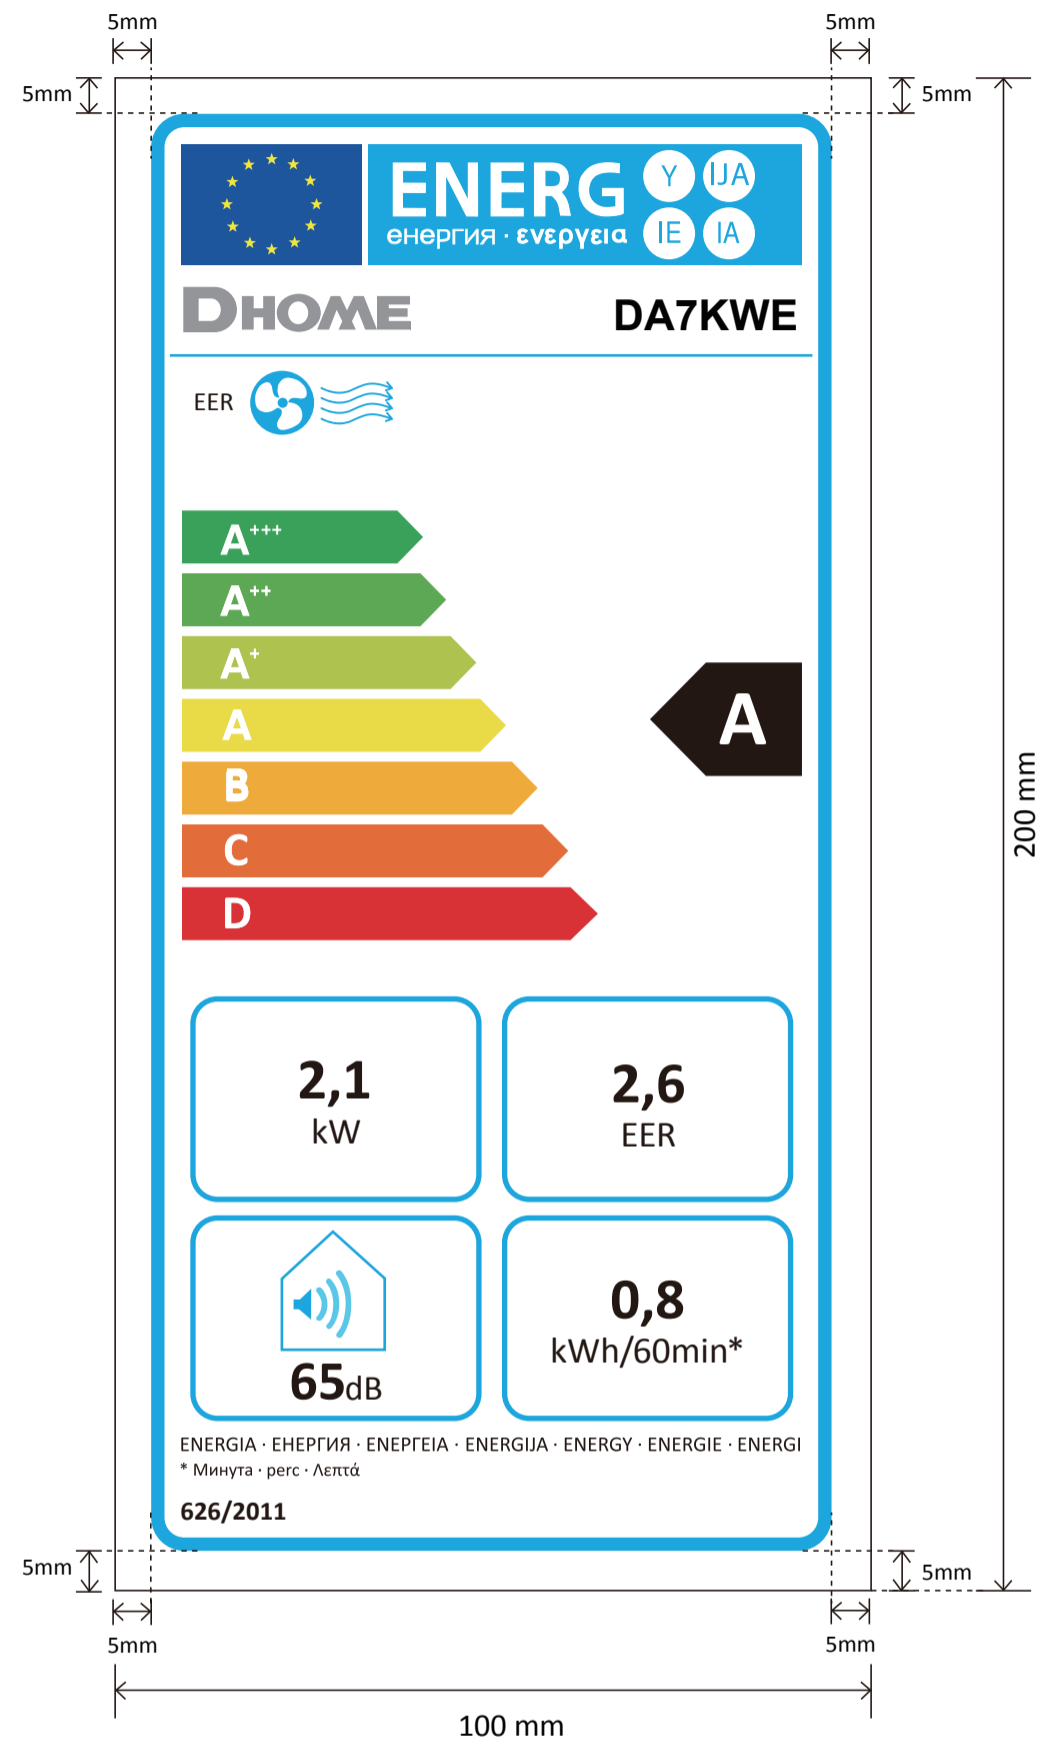 5mm 5mm
5mm 5mm
ENERG Y IJA
енергия · ενεργεια IE IA
DHOME DA7KWE
EER
A+++
A++
A+
A
A
B
C
D
200 mm
2,1
kW
2,6
EER
65dB
0,8
kWh/60min*
ENERGIA · ЕНЕРГИЯ · ΕΝΕΡΓΕΙΑ · ENERGIJA · ENERGY · ENERGIE · ENERGI
* Минута · perc · Λεπτά
626/2011
5mm 5mm
5mm 5mm
100 mm